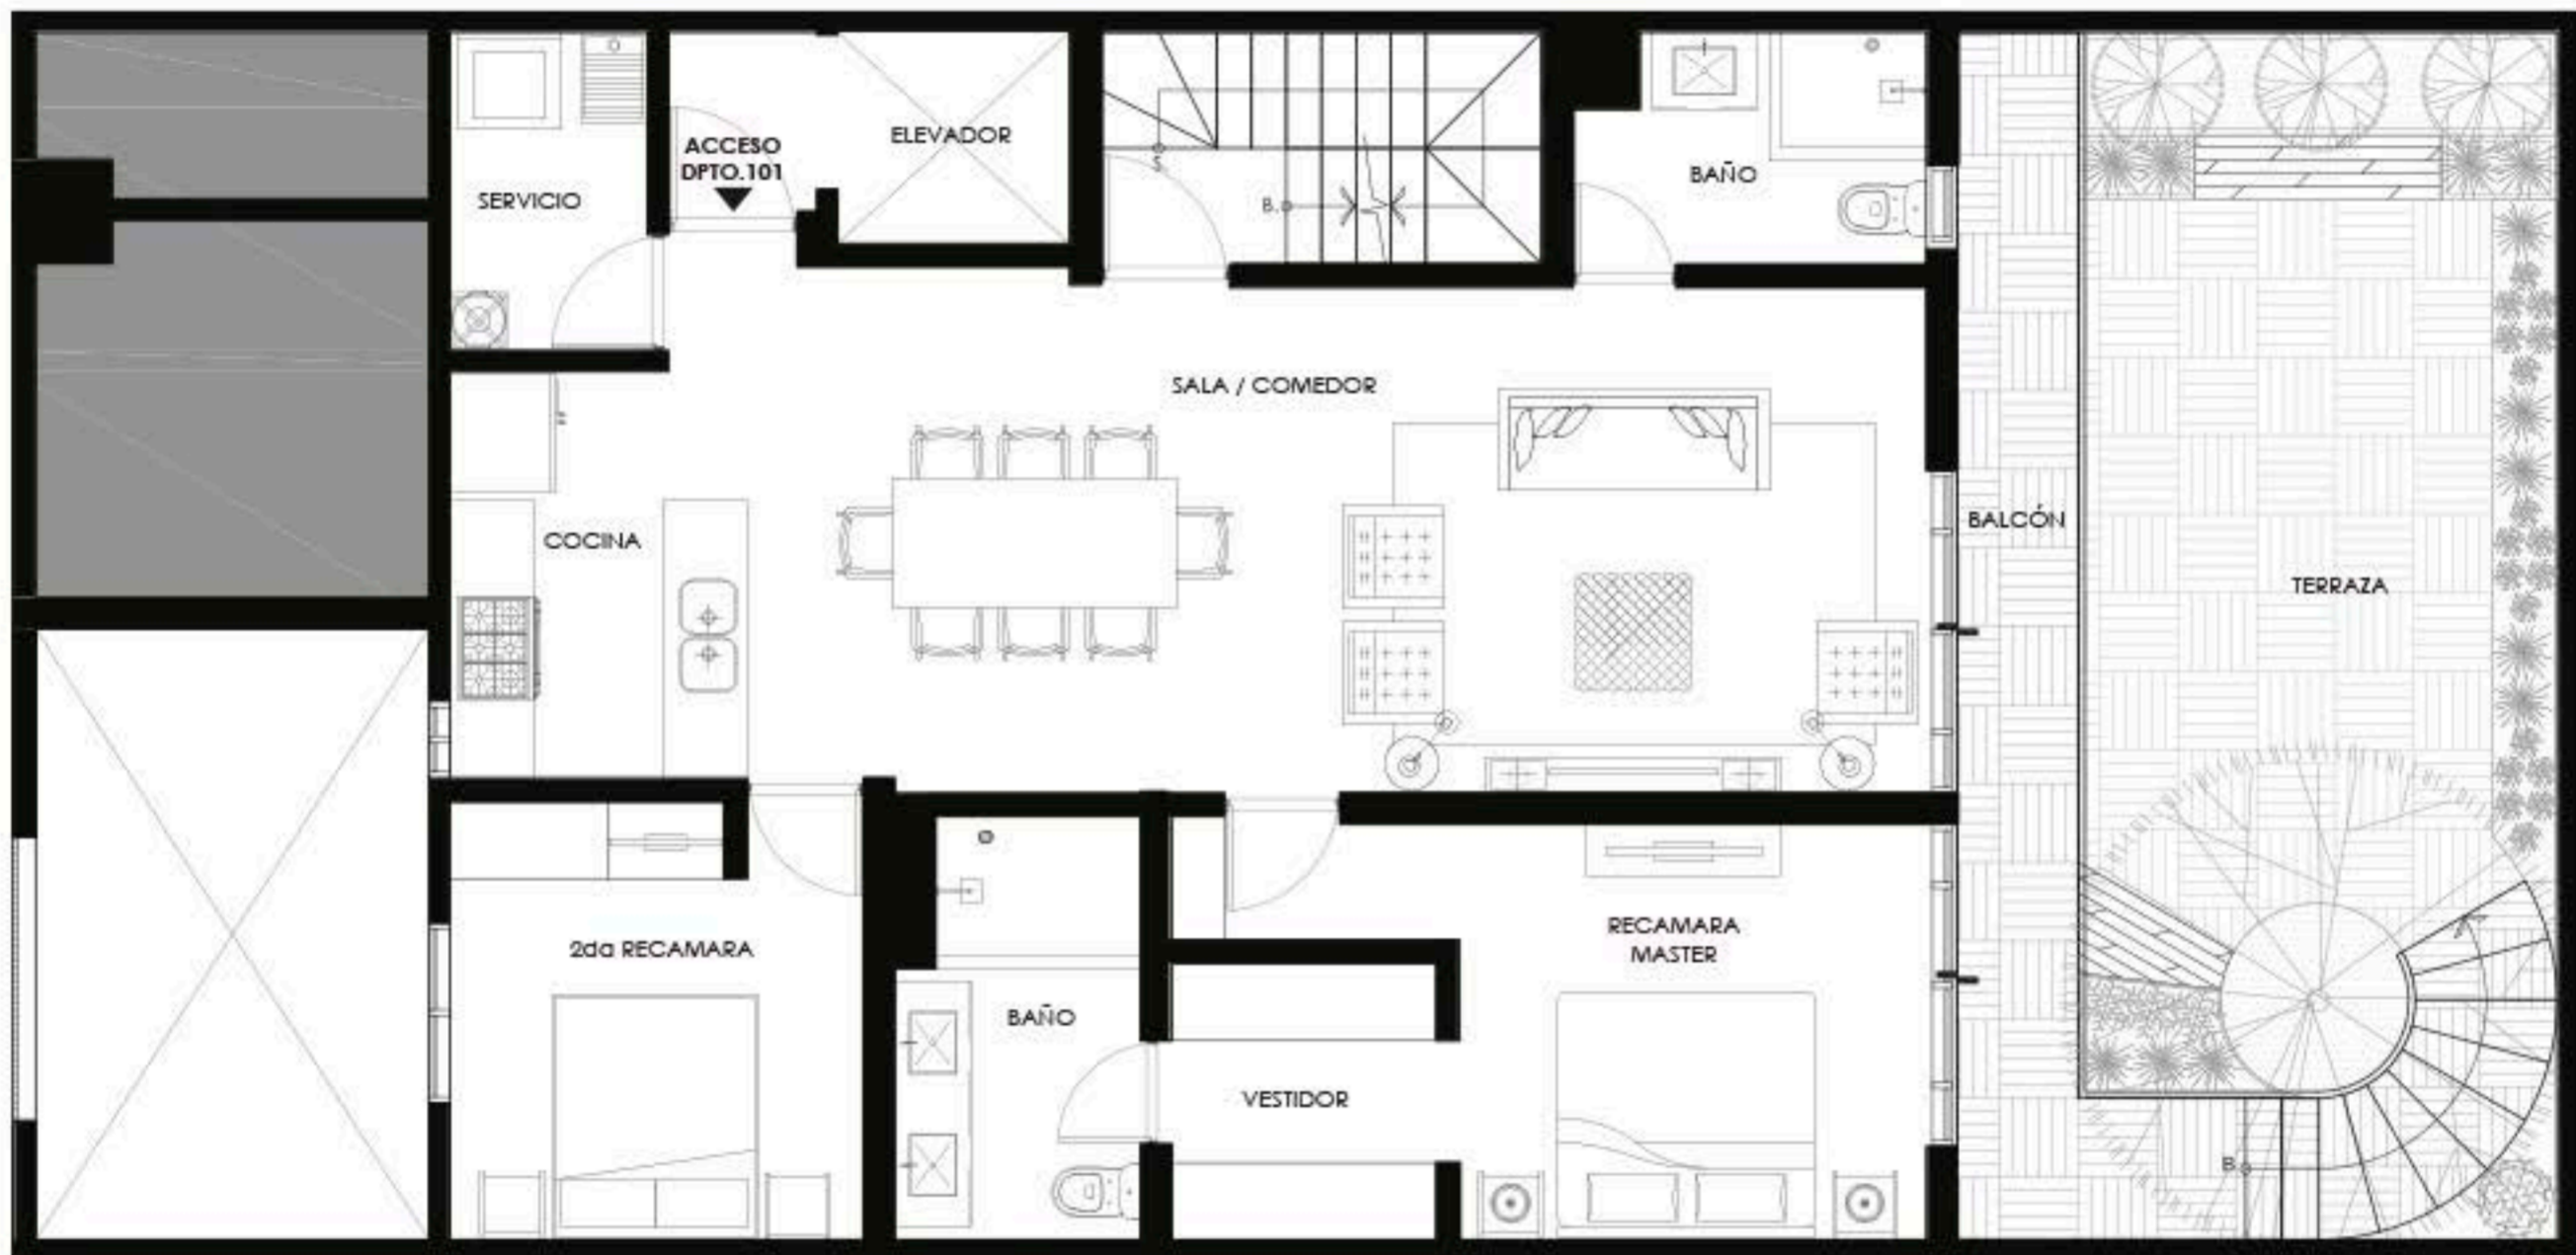 ACCESO
DPTO.101
ELEVADOR
SERVICIO
S.
B.
BAÑO
SALA / COMEDOR
COCINA
BALCÓN
TERRAZA
2da RECAMARA
BAÑO
VESTIDOR
RECAMARA
MASTER
B